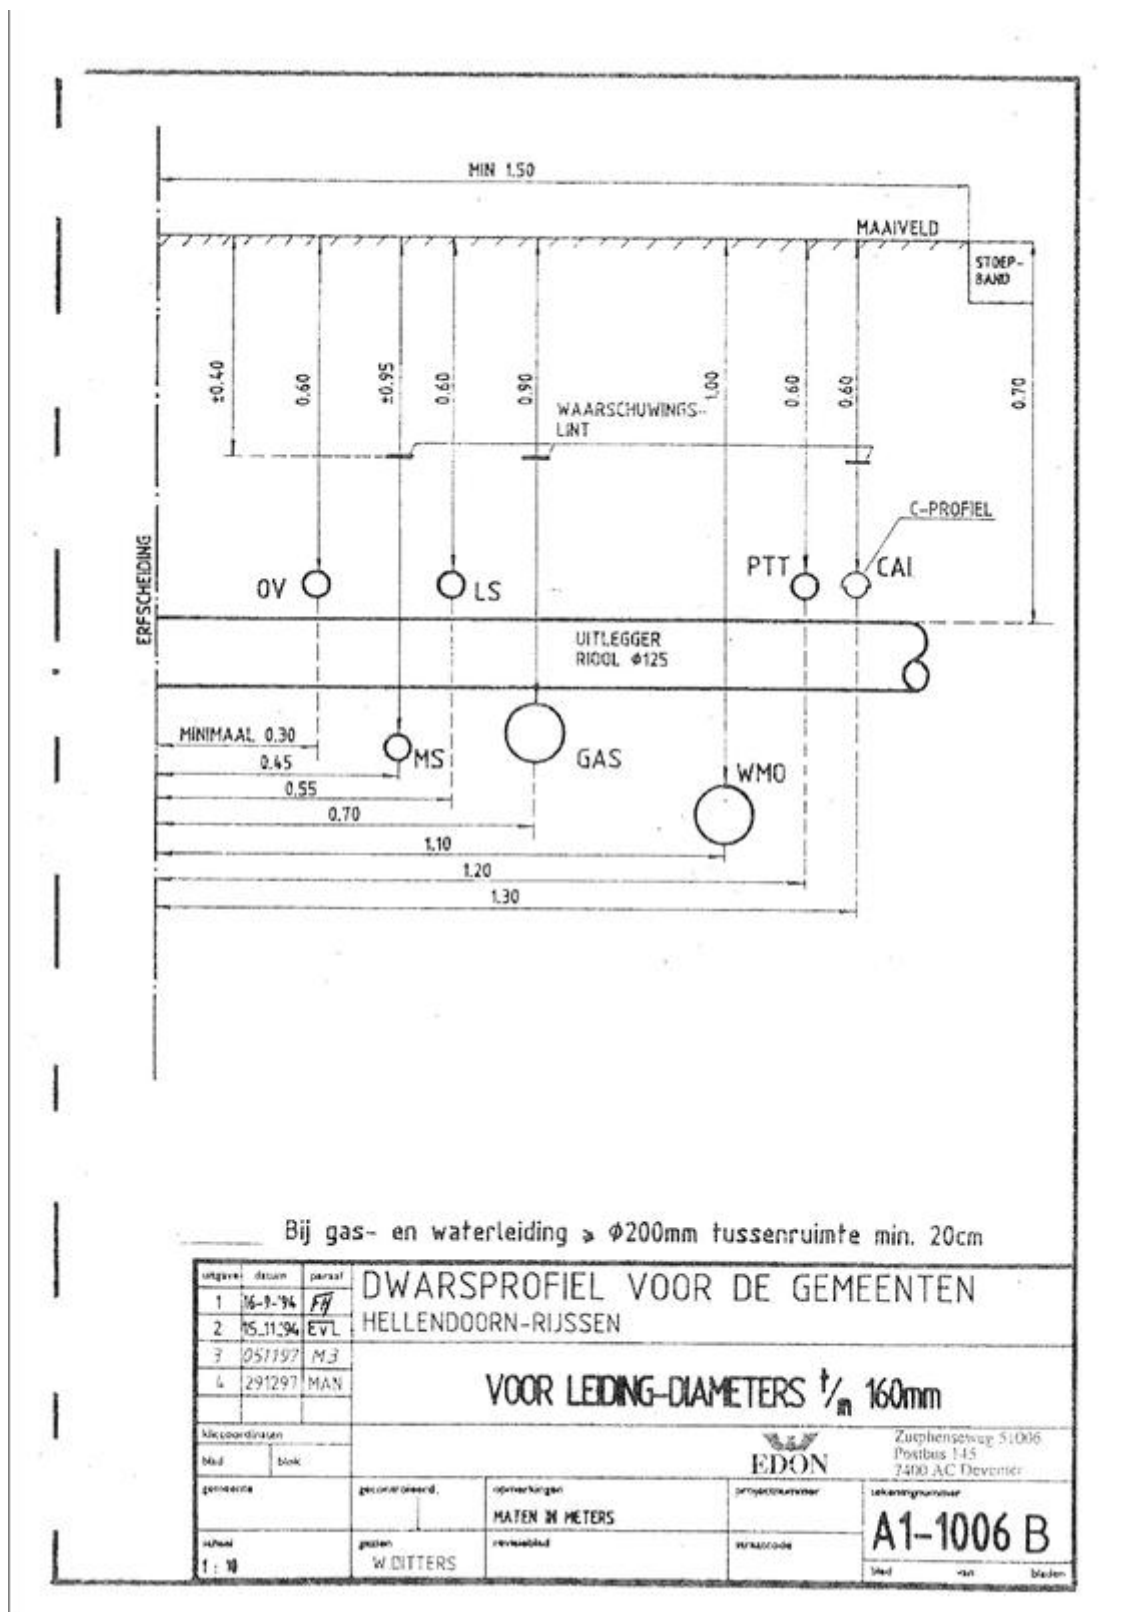 MIN 1.50
MAAIVELD
STOEP-
BAND
±0.40
0.60
±0.95
0.60
0.90
1.00
0.60
0.60
0.70
WAARSCHUWINGS-
LINT
C-PROFIEL
ERFSCHEIDING
OV
LS
PTT
CAI
UITLEGGER
RIOOL ⌀125
MINIMAAL 0.30
MS
GAS
WMO
0.45
0.55
0.70
1.10
1.20
1.30
Bij gas- en waterleiding ⩾ ⌀200mm tussenruimte min. 20cm
uitgave datum paraaf
1 16-9-'94 FH
2 15.11.94 EVL
3 051197 M3
4 291297 MAN
DWARSPROFIEL VOOR DE GEMEENTEN
HELLENDOORN-RIJSSEN
VOOR LEIDING-DIAMETERS t/m 160mm
klic coordinaten
blad blok
EDON
Zutphenseweg 51006
Postbus 145
7400 AC Deventer
gemeente
gecontroleerd.
opmerkingen
MATEN IN METERS
projectnummer
tekeningnummer
A1-1006 B
schaal
1 : 10
gezien
W.DITTERS
revisieblad
blad van bladen